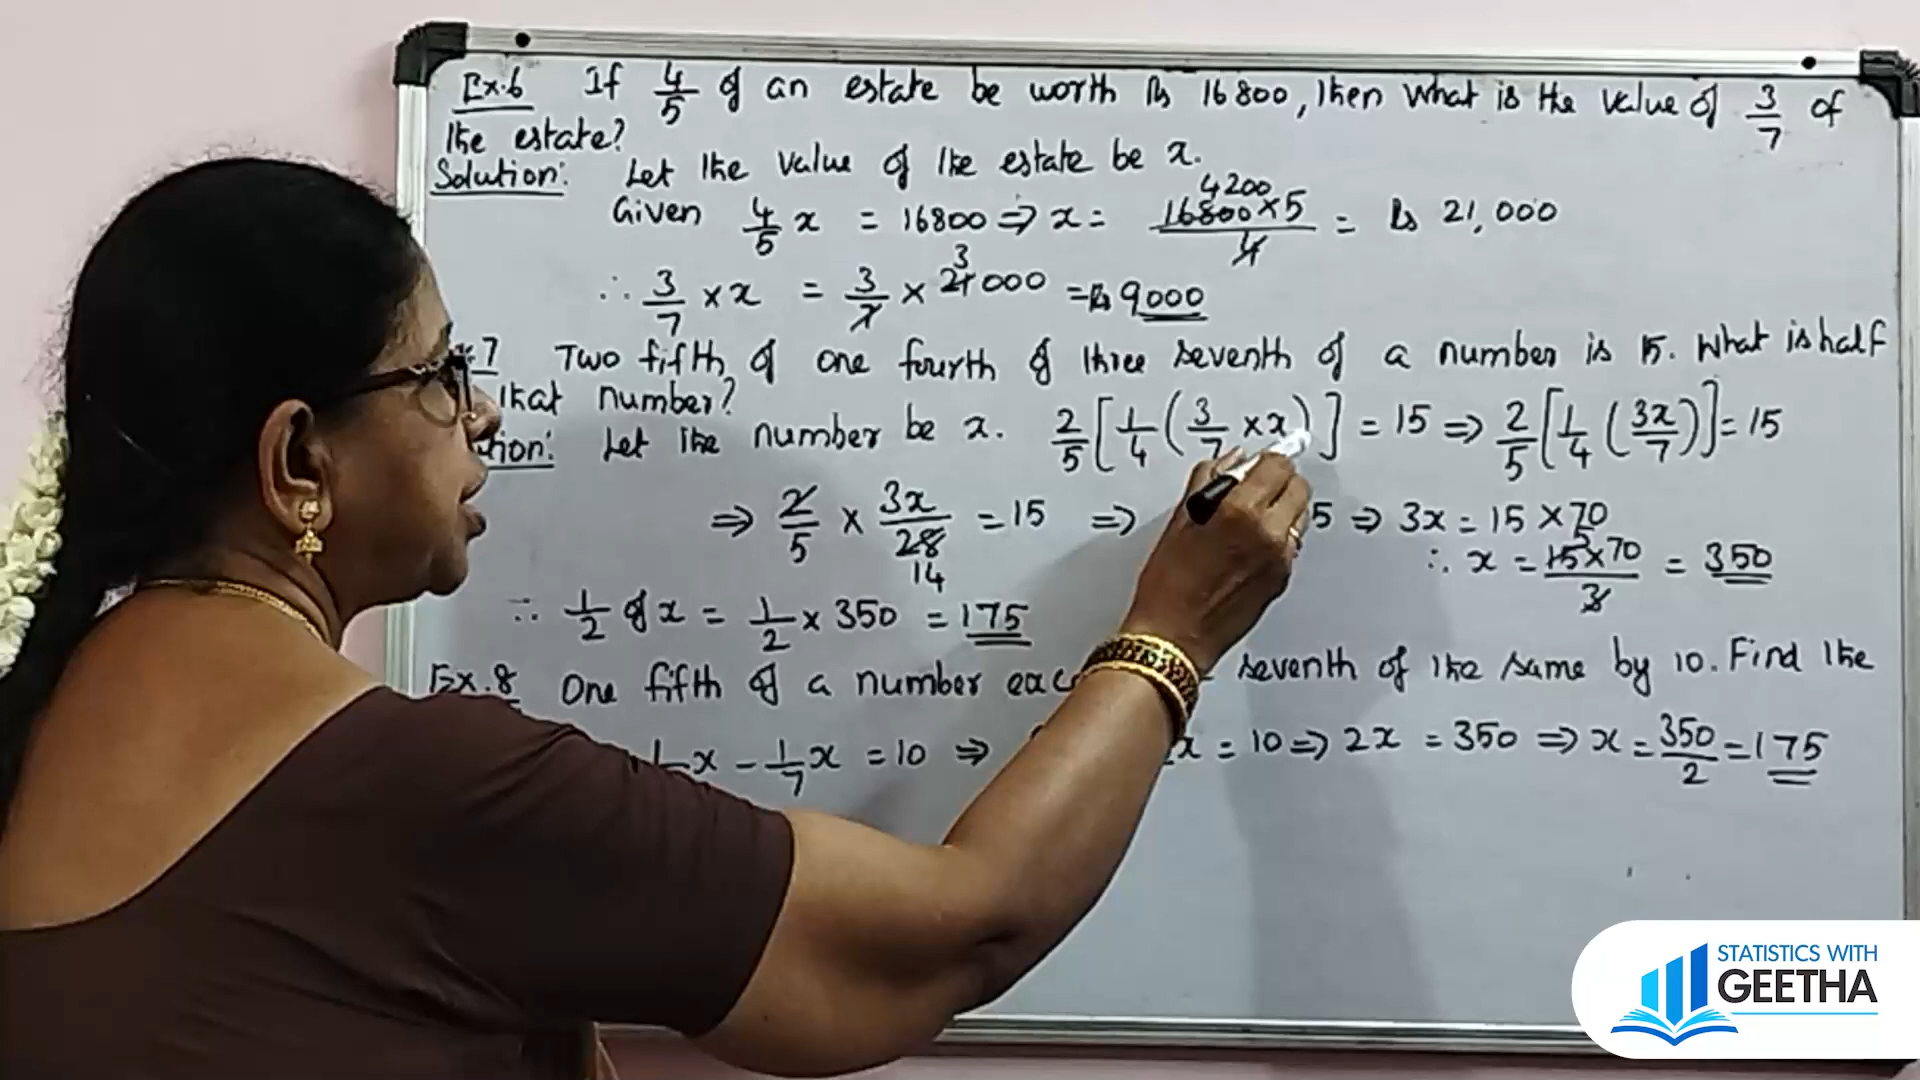 Ex.6 If 4/5 of an estate be worth Rs 16800, then what is the value of 3/7 of
the estate?
Solution: Let the value of the estate be x.
Given 4/5 x = 16800 ⇒ x = 16800×5/4 = Rs 21,000
4200
∴ 3/7 × x = 3/7 × 21000 = Rs 9000
3
7 Two fifth of one fourth of three seventh of a number is 15. What is half
that number?
tion: Let the number be x. 2/5 [1/4 (3/7 × x)] = 15 ⇒ 2/5 [1/4 (3x/7)] = 15
⇒ 2/5 × 3x/28 = 15 ⇒ 5 ⇒ 3x = 15 × 70
14
∴ x = 15×70/3 = 350
5
∴ 1/2 of x = 1/2 × 350 = 175
Ex.8 One fifth of a number exc seventh of the same by 10. Find the
1/ x − 1/7 x = 10 ⇒ x = 10 ⇒ 2x = 350 ⇒ x = 350/2 = 175
STATISTICS WITH
GEETHA